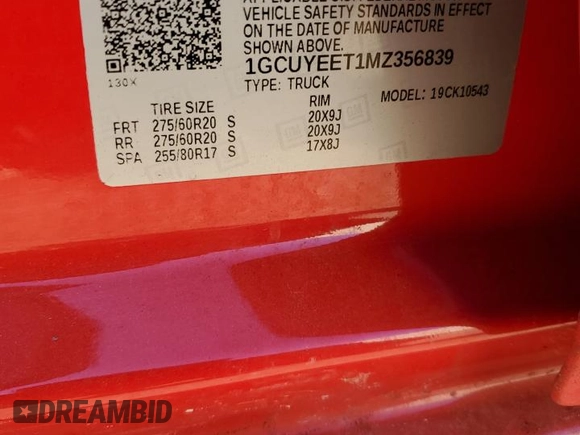 VEHICLE SAFETY STANDARDS IN EFFECT
ON THE DATE OF MANUFACTURE
SHOWN ABOVE.
1GCUYEET1MZ356839
TYPE: TRUCK
MODEL: 19CK10543
130X
TIRE SIZE RIM
FRT 275/60R20 S 20X9J
RR 275/60R20 S 20X9J
SPA 255/80R17 S 17X8J
GM
DREAMBID